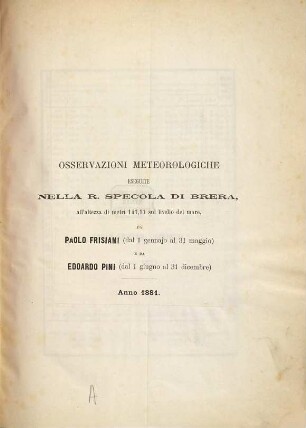 OSSERVAZIONI METEOROLOGICHE
ESEGUITE
NELLA R. SPECOLA DI BRERA,
all'altezza di metri 147,11 sul livello del mare,
DA
PAOLO FRISIANI (dal 1 gennajo al 31 maggio)
E DA
EDOARDO PINI (dal 1 giugno al 31 dicembre)
Anno 1881.
A